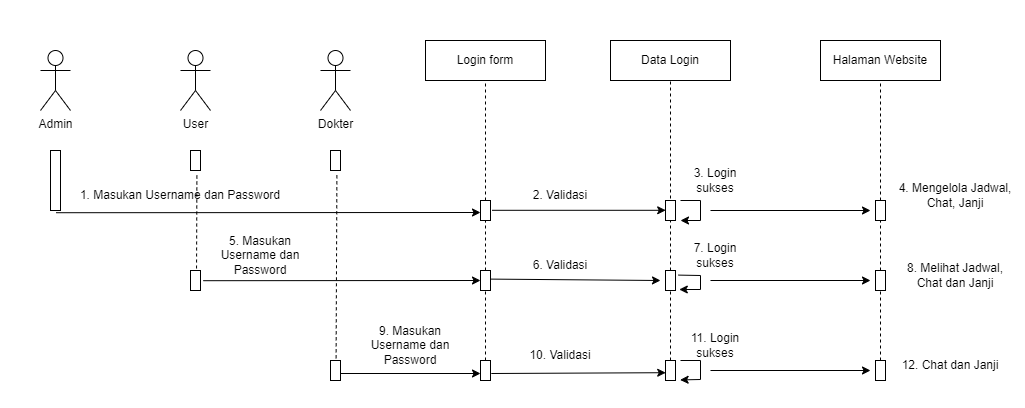 Login form
Data Login
Halaman Website
Admin
User
Dokter
1. Masukan Username dan Password
2. Validasi
3. Login
sukses
4. Mengelola Jadwal,
Chat, Janji
5. Masukan
Username dan
Password
6. Validasi
7. Login
sukses
8. Melihat Jadwal,
Chat dan Janji
9. Masukan
Username dan
Password
10. Validasi
11. Login
sukses
12. Chat dan Janji